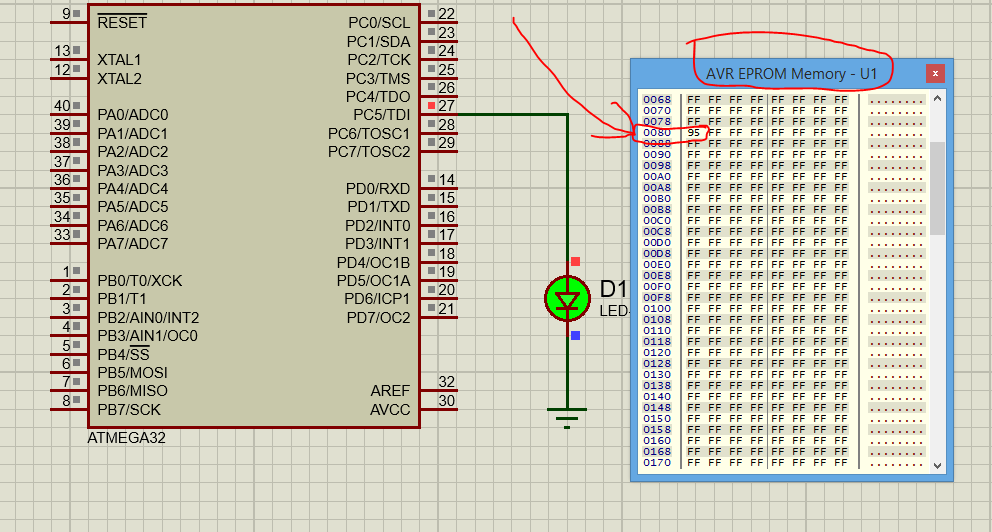 9 RESET
13 XTAL1
12 XTAL2
40 PA0/ADC0
39 PA1/ADC1
38 PA2/ADC2
37 PA3/ADC3
36 PA4/ADC4
35 PA5/ADC5
34 PA6/ADC6
33 PA7/ADC7
1 PB0/T0/XCK
2 PB1/T1
3 PB2/AIN0/INT2
4 PB3/AIN1/OC0
5 PB4/SS
6 PB5/MOSI
7 PB6/MISO
8 PB7/SCK
PC0/SCL 22
PC1/SDA 23
PC2/TCK 24
PC3/TMS 25
PC4/TDO 26
PC5/TDI 27
PC6/TOSC1 28
PC7/TOSC2 29
PD0/RXD 14
PD1/TXD 15
PD2/INT0 16
PD3/INT1 17
PD4/OC1B 18
PD5/OC1A 19
PD6/ICP1 20
PD7/OC2 21
AREF 32
AVCC 30
ATMEGA32
D1
LED-
AVR EPROM Memory - U1
x
0068 FF FF FF FF FF FF FF FF ........
0070 FF FF FF FF FF FF FF FF ........
0078 FF FF FF FF FF FF FF FF ........
0080 95 FF FF FF FF FF FF FF ........
0088 FF FF FF FF FF FF FF FF ........
0090 FF FF FF FF FF FF FF FF ........
0098 FF FF FF FF FF FF FF FF ........
00A0 FF FF FF FF FF FF FF FF ........
00A8 FF FF FF FF FF FF FF FF ........
00B0 FF FF FF FF FF FF FF FF ........
00B8 FF FF FF FF FF FF FF FF ........
00C0 FF FF FF FF FF FF FF FF ........
00C8 FF FF FF FF FF FF FF FF ........
00D0 FF FF FF FF FF FF FF FF ........
00D8 FF FF FF FF FF FF FF FF ........
00E0 FF FF FF FF FF FF FF FF ........
00E8 FF FF FF FF FF FF FF FF ........
00F0 FF FF FF FF FF FF FF FF ........
00F8 FF FF FF FF FF FF FF FF ........
0100 FF FF FF FF FF FF FF FF ........
0108 FF FF FF FF FF FF FF FF ........
0110 FF FF FF FF FF FF FF FF ........
0118 FF FF FF FF FF FF FF FF ........
0120 FF FF FF FF FF FF FF FF ........
0128 FF FF FF FF FF FF FF FF ........
0130 FF FF FF FF FF FF FF FF ........
0138 FF FF FF FF FF FF FF FF ........
0140 FF FF FF FF FF FF FF FF ........
0148 FF FF FF FF FF FF FF FF ........
0150 FF FF FF FF FF FF FF FF ........
0158 FF FF FF FF FF FF FF FF ........
0160 FF FF FF FF FF FF FF FF ........
0168 FF FF FF FF FF FF FF FF ........
0170 FF FF FF FF FF FF FF FF ........